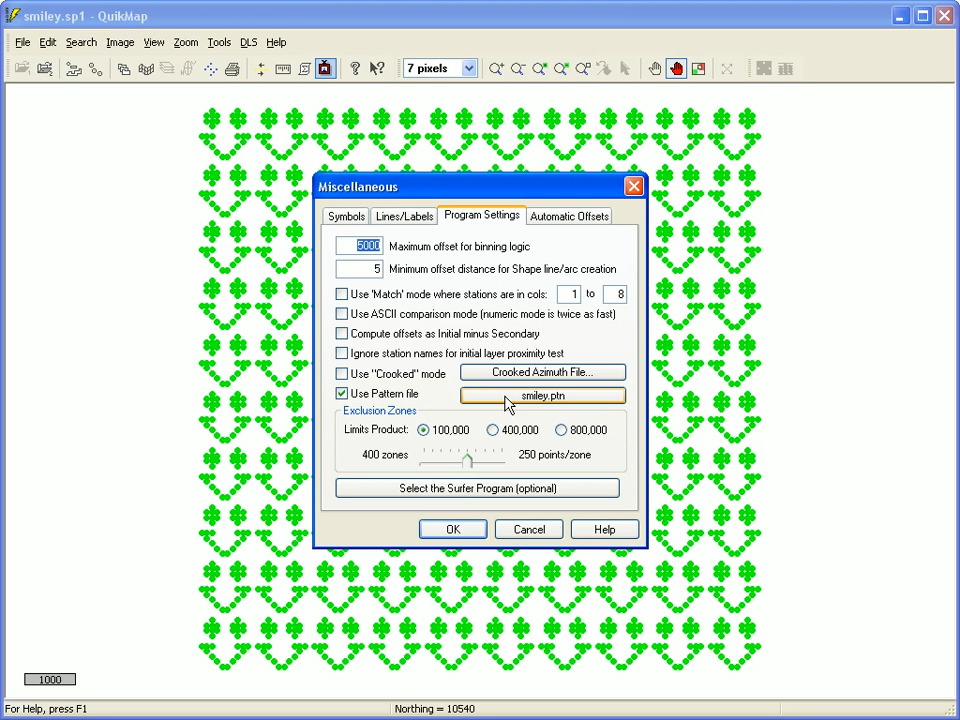 smiley.sp1 - QuikMap
File Edit Search Image View Zoom Tools DLS Help
7 pixels
Miscellaneous
Symbols Lines/Labels Program Settings Automatic Offsets
5000 Maximum offset for binning logic
5 Minimum offset distance for Shape line/arc creation
Use 'Match' mode where stations are in cols: 1 to 8
Use ASCII comparison mode (numeric mode is twice as fast)
Compute offsets as Initial minus Secondary
Ignore station names for initial layer proximity test
Use "Crooked" mode Crooked Azimuth File...
Use Pattern file smiley.ptn
Exclusion Zones
Limits Product: 100,000 400,000 800,000
400 zones 250 points/zone
Select the Surfer Program (optional)
OK Cancel Help
1000
For Help, press F1 Northing = 10540